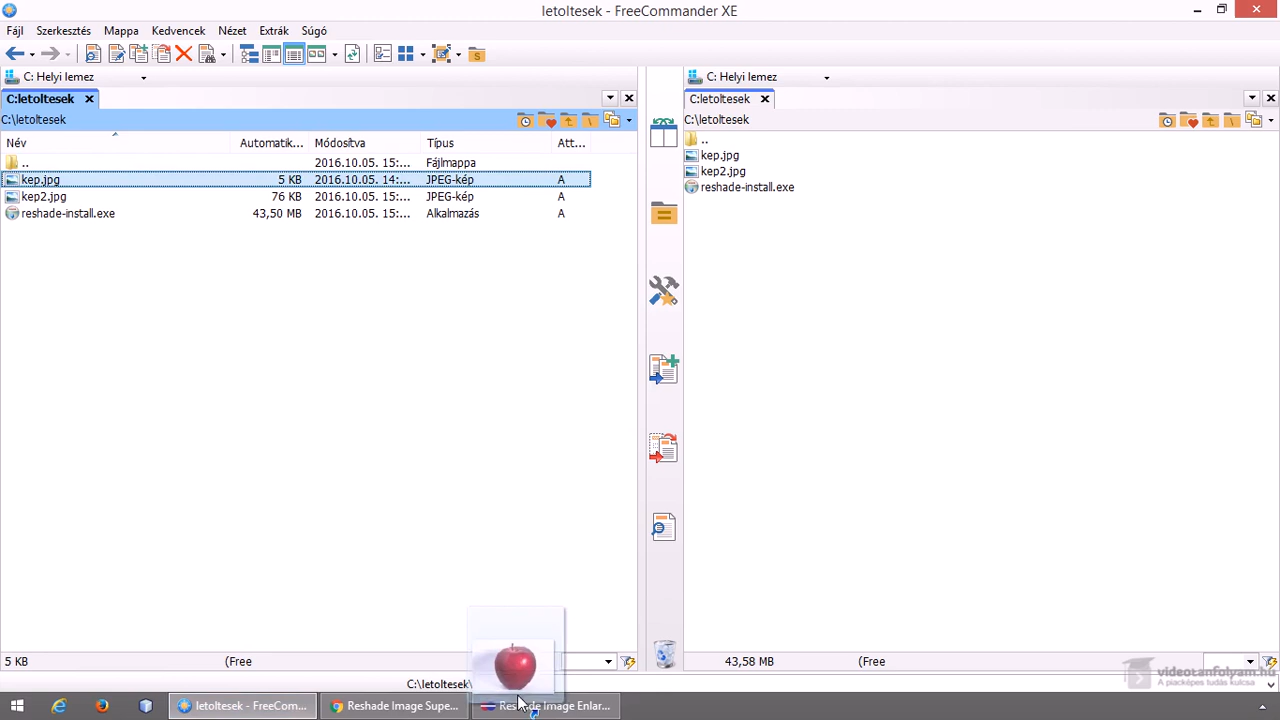 letoltesek - FreeCommander XE
Fájl Szerkesztés Mappa Kedvencek Nézet Extrák Súgó
S
C: Helyi lemez C: Helyi lemez
C:letoltesek C:letoltesek
C:\letoltesek C:\letoltesek
Név Automatik... Módosítva Típus Att...
.. 2016.10.05. 15:... Fájlmappa
kep.jpg 5 KB 2016.10.05. 14:... JPEG-kép A
kep2.jpg 76 KB 2016.10.05. 15:... JPEG-kép A
reshade-install.exe 43,50 MB 2016.10.05. 15:... Alkalmazás A
..
kep.jpg
kep2.jpg
reshade-install.exe
5 KB (Free 43,58 MB (Free
C:\letoltesek\
videotanfolyam.hu
A piacképes tudás kulcsa
letoltesek - FreeCom... Reshade Image Supe... Image Enlar...